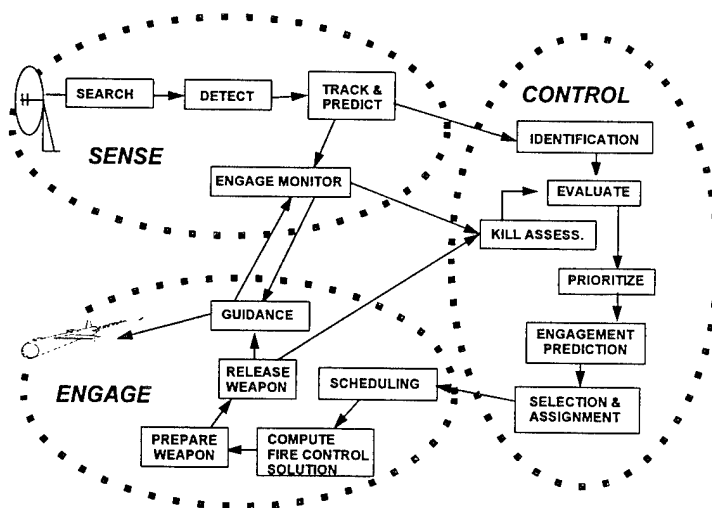 SEARCH
DETECT
TRACK &
PREDICT
SENSE
ENGAGE MONITOR
CONTROL
IDENTIFICATION
EVALUATE
KILL ASSESS.
PRIORITIZE
ENGAGEMENT
PREDICTION
SELECTION &
ASSIGNMENT
GUIDANCE
RELEASE
WEAPON
SCHEDULING
ENGAGE
PREPARE
WEAPON
COMPUTE
FIRE CONTROL
SOLUTION